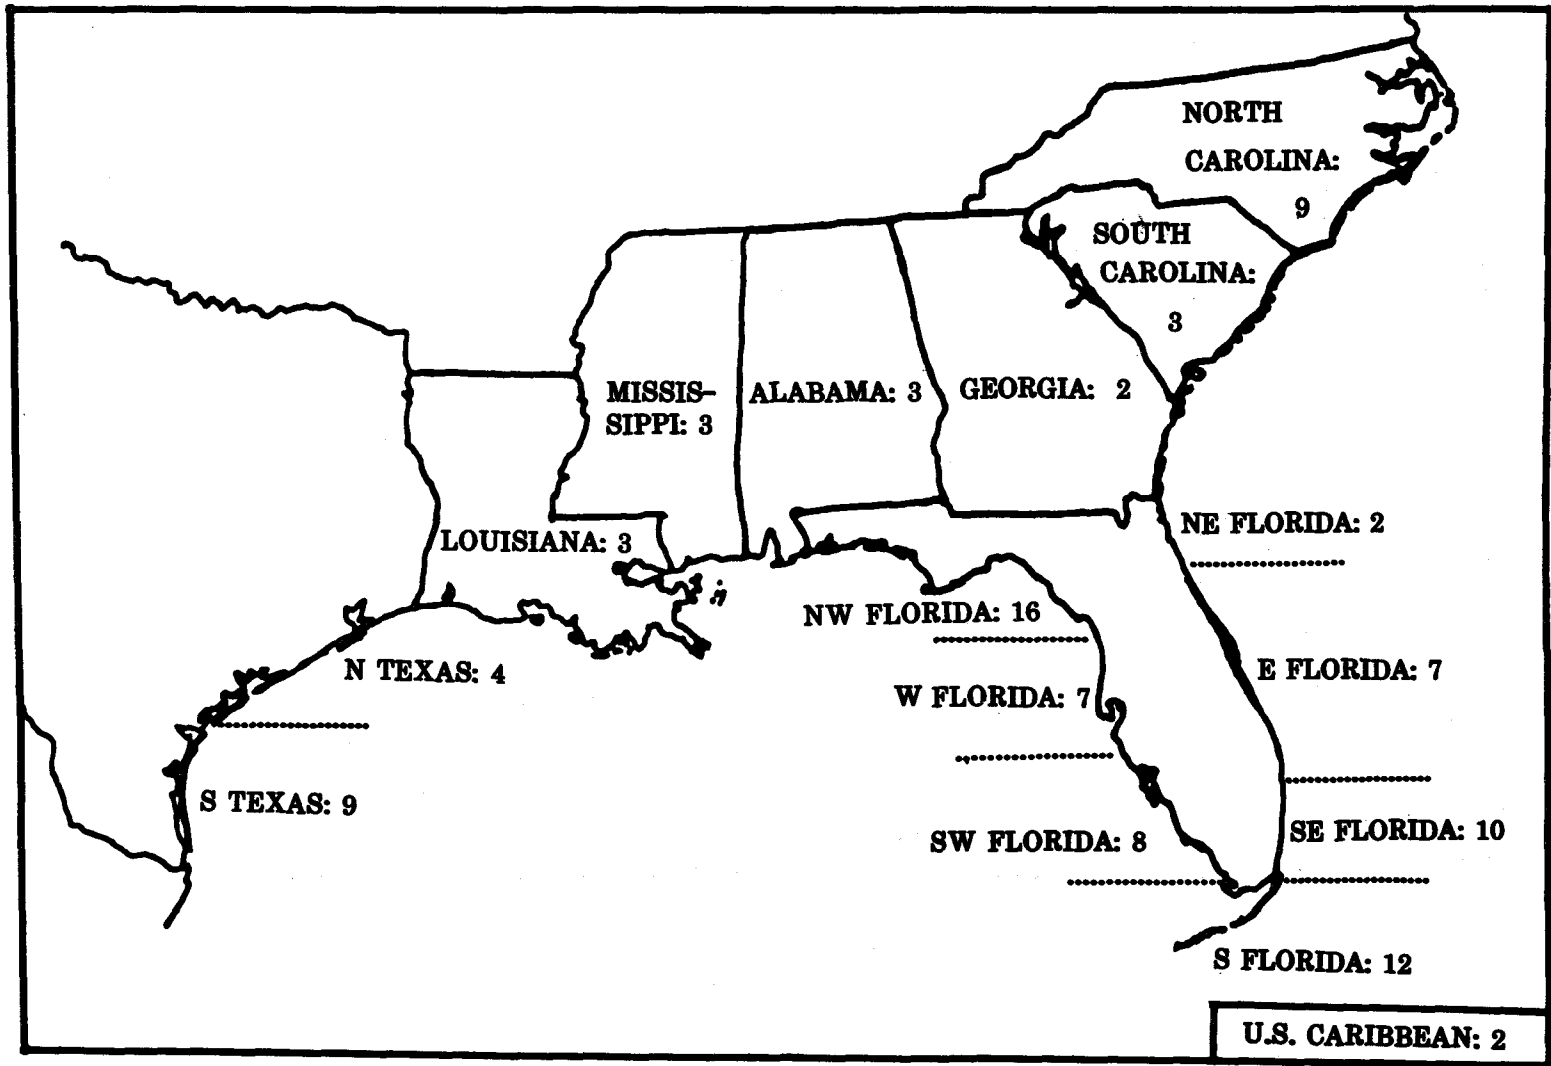 NORTH
CAROLINA:
9
SOUTH
CAROLINA:
3
MISSIS-
SIPPI: 3
ALABAMA: 3
GEORGIA: 2
LOUISIANA: 3
NE FLORIDA: 2
NW FLORIDA: 16
N TEXAS: 4
E FLORIDA: 7
W FLORIDA: 7
S TEXAS: 9
SW FLORIDA: 8
SE FLORIDA: 10
S FLORIDA: 12
U.S. CARIBBEAN: 2